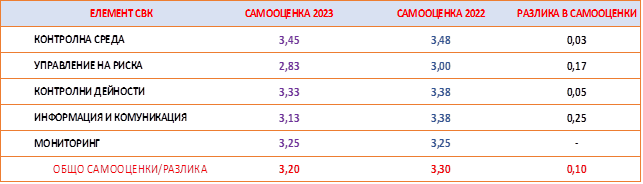 ЕЛЕМЕНТ СВК САМООЦЕНКА 2023 САМООЦЕНКА 2022 РАЗЛИКА В САМООЦЕНКИ
КОНТРОЛНА СРЕДА 3,45 3,48 0,03
УПРАВЛЕНИЕ НА РИСКА 2,83 3,00 0,17
КОНТРОЛНИ ДЕЙНОСТИ 3,33 3,38 0,05
ИНФОРМАЦИЯ И КОМУНИКАЦИЯ 3,13 3,38 0,25
МОНИТОРИНГ 3,25 3,25 -
ОБЩО САМООЦЕНКИ/РАЗЛИКА 3,20 3,30 0,10